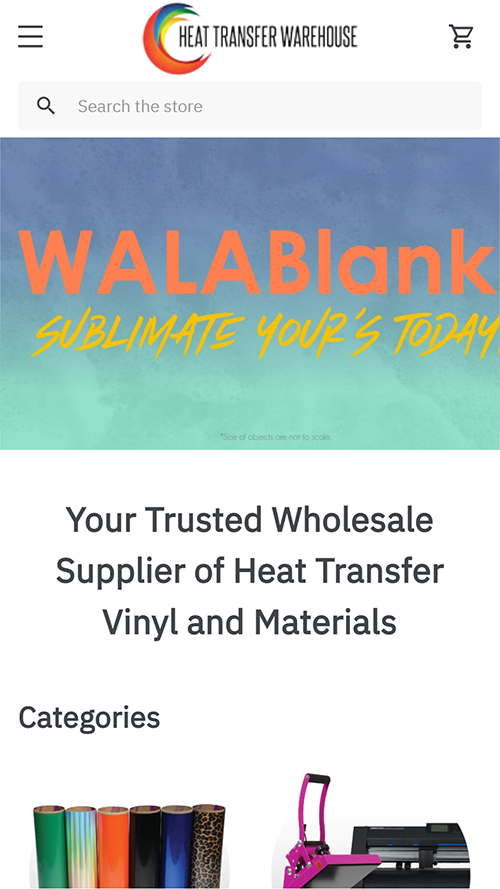 HEAT TRANSFER WAREHOUSE
Search the store
WALABlank
SUBLIMATE YOUR'S TODAY
*Size of objects are not to scale.
Your Trusted Wholesale
Supplier of Heat Transfer
Vinyl and Materials
Categories